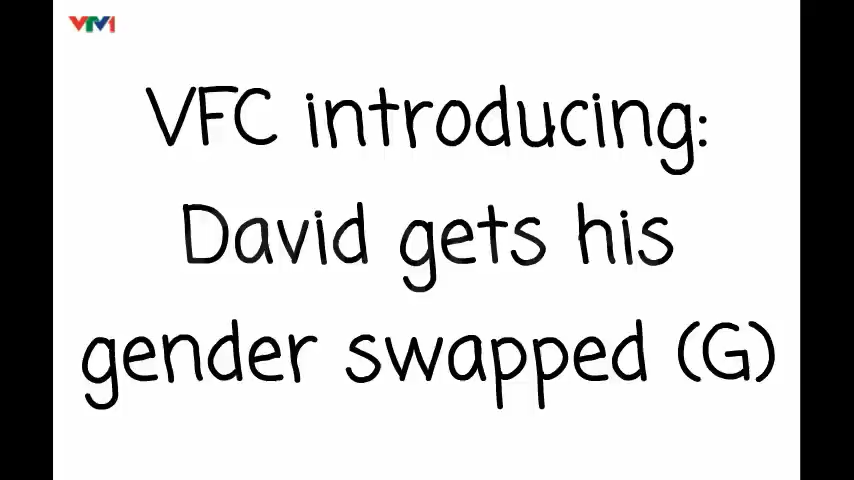 VTV1
VFC introducing:
David gets his
gender swapped (G)